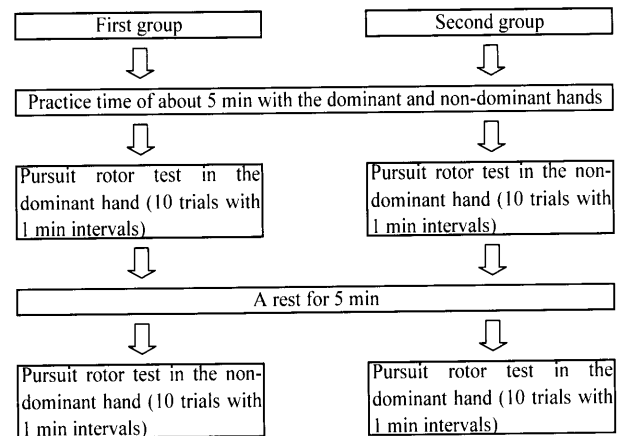 First group
Second group
Practice time of about 5 min with the dominant and non-dominant hands
Pursuit rotor test in the
dominant hand (10 trials with
1 min intervals)
Pursuit rotor test in the non-
dominant hand (10 trials with
1 min intervals)
A rest for 5 min
Pursuit rotor test in the non-
dominant hand (10 trials with
1 min intervals)
Pursuit rotor test in the
dominant hand (10 trials with
1 min intervals)